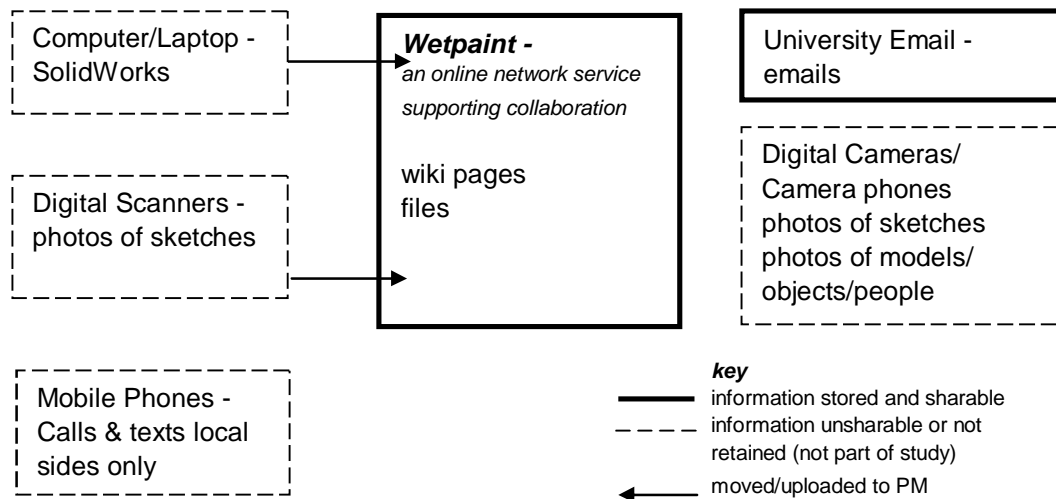 Computer/Laptop -
SolidWorks
Wetpaint -
an online network service
supporting collaboration
wiki pages
files
University Email -
emails
Digital Scanners -
photos of sketches
Digital Cameras/
Camera phones
photos of sketches
photos of models/
objects/people
Mobile Phones -
Calls & texts local
sides only
key
information stored and sharable
information unsharable or not
retained (not part of study)
moved/uploaded to PM